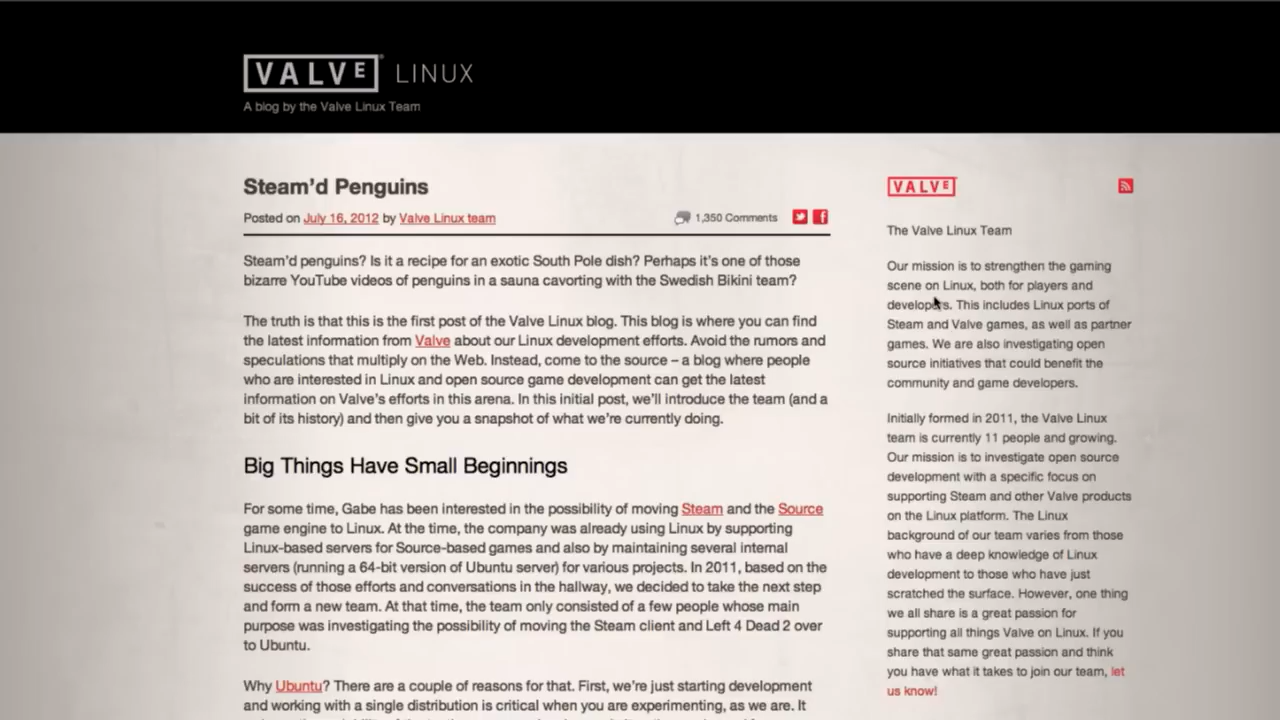 VALVE LINUX
A blog by the Valve Linux Team
Steam’d Penguins
Posted on July 16, 2012 by Valve Linux team
1,350 Comments
Steam’d penguins? Is it a recipe for an exotic South Pole dish? Perhaps it’s one of those
bizarre YouTube videos of penguins in a sauna cavorting with the Swedish Bikini team?
The truth is that this is the first post of the Valve Linux blog. This blog is where you can find
the latest information from Valve about our Linux development efforts. Avoid the rumors and
speculations that multiply on the Web. Instead, come to the source – a blog where people
who are interested in Linux and open source game development can get the latest
information on Valve’s efforts in this arena. In this initial post, we’ll introduce the team (and a
bit of its history) and then give you a snapshot of what we’re currently doing.
Big Things Have Small Beginnings
For some time, Gabe has been interested in the possibility of moving Steam and the Source
game engine to Linux. At the time, the company was already using Linux by supporting
Linux-based servers for Source-based games and also by maintaining several internal
servers (running a 64-bit version of Ubuntu server) for various projects. In 2011, based on the
success of those efforts and conversations in the hallway, we decided to take the next step
and form a new team. At that time, the team only consisted of a few people whose main
purpose was investigating the possibility of moving the Steam client and Left 4 Dead 2 over
to Ubuntu.
Why Ubuntu? There are a couple of reasons for that. First, we’re just starting development
and working with a single distribution is critical when you are experimenting, as we are. It
VALVE
The Valve Linux Team
Our mission is to strengthen the gaming
scene on Linux, both for players and
developers. This includes Linux ports of
Steam and Valve games, as well as partner
games. We are also investigating open
source initiatives that could benefit the
community and game developers.
Initially formed in 2011, the Valve Linux
team is currently 11 people and growing.
Our mission is to investigate open source
development with a specific focus on
supporting Steam and other Valve products
on the Linux platform. The Linux
background of our team varies from those
who have a deep knowledge of Linux
development to those who have just
scratched the surface. However, one thing
we all share is a great passion for
supporting all things Valve on Linux. If you
share that same great passion and think
you have what it takes to join our team, let
us know!